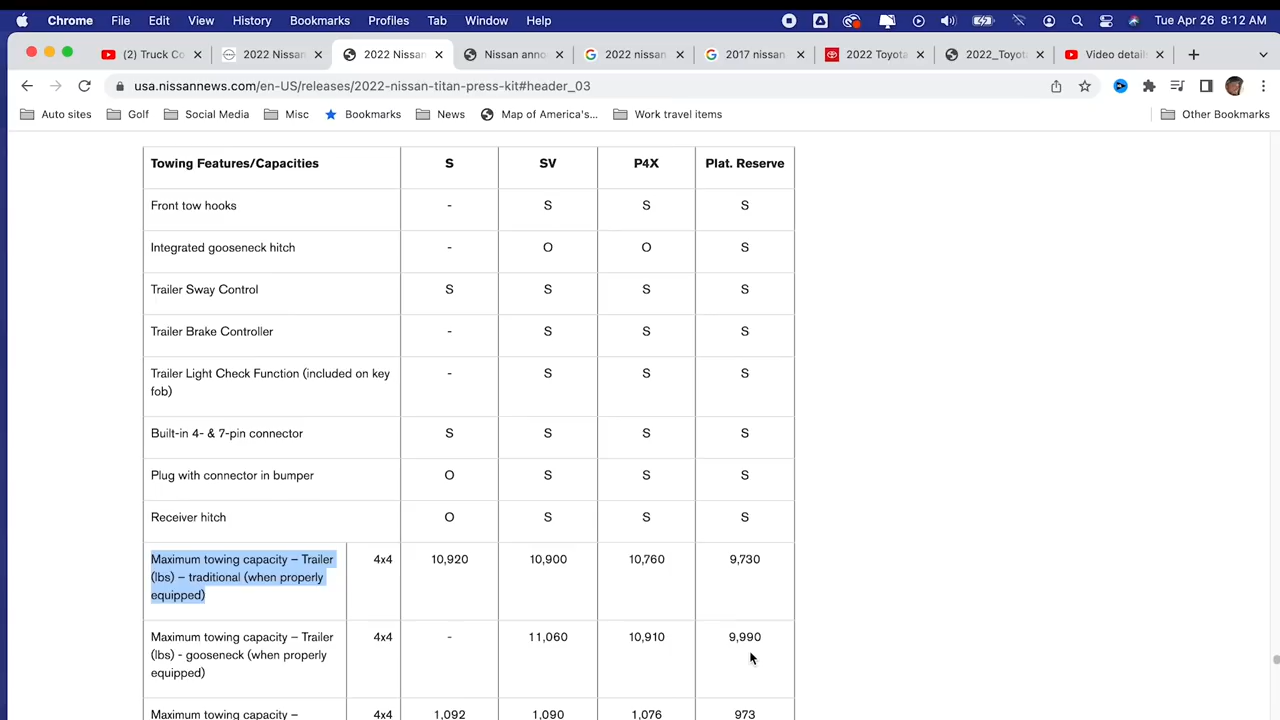 Chrome File Edit View History Bookmarks Profiles Tab Window Help Tue Apr 26 8:12 AM
(2) Truck Co 2022 Nissan 2022 Nissan Nissan anno 2022 nissan 2017 nissan 2022 Toyota 2022_Toyot Video detail
usa.nissannews.com/en-US/releases/2022-nissan-titan-press-kit#header_03
Auto sites Golf Social Media Misc Bookmarks News Map of America's... Work travel items Other Bookmarks
Towing Features/Capacities S SV P4X Plat. Reserve
Front tow hooks - S S S
Integrated gooseneck hitch - O O S
Trailer Sway Control S S S S
Trailer Brake Controller - S S S
Trailer Light Check Function (included on key - S S S
fob)
Built-in 4- & 7-pin connector S S S S
Plug with connector in bumper O S S S
Receiver hitch O S S S
Maximum towing capacity – Trailer 4x4 10,920 10,900 10,760 9,730
(lbs) – traditional (when properly
equipped)
Maximum towing capacity – Trailer 4x4 - 11,060 10,910 9,990
(lbs) - gooseneck (when properly
equipped)
Maximum towing capacity – 4x4 1,092 1,090 1,076 973